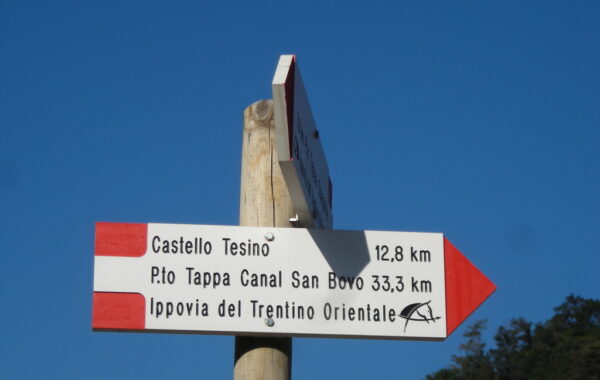 Castello Tesino 12,8 km
P.to Tappa Canal San Bovo 33,3 km
Ippovia del Trentino Orientale